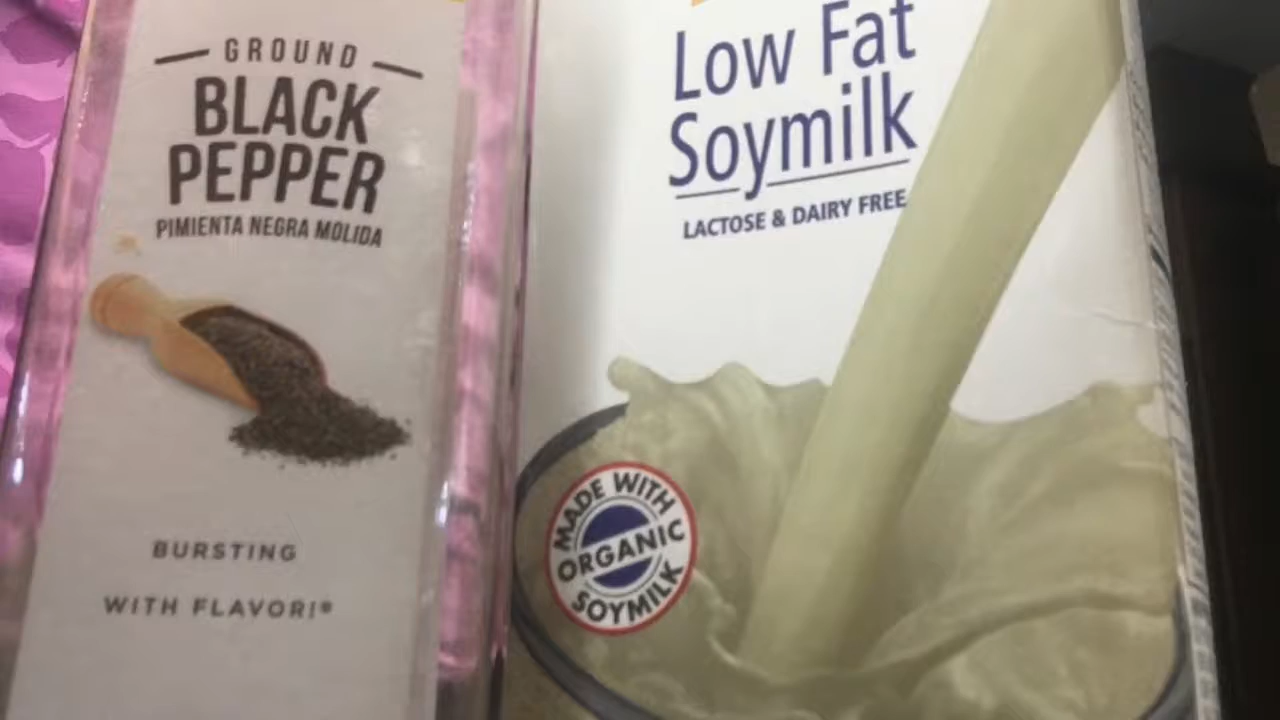 GROUND
BLACK
PEPPER
PIMIENTA NEGRA MOLIDA
BURSTING
WITH FLAVOR!®
Low Fat
Soymilk
LACTOSE & DAIRY FREE
MADE WITH
ORGANIC
SOYMILK